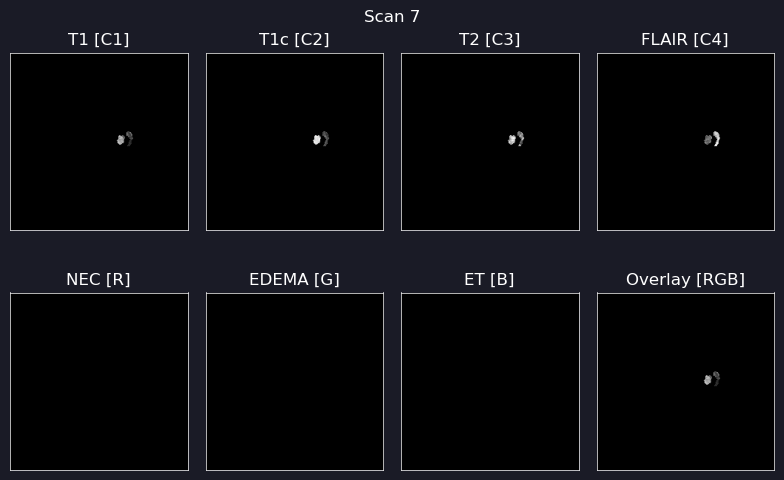 Scan 7
T1 [C1]
T1c [C2]
T2 [C3]
FLAIR [C4]
NEC [R]
EDEMA [G]
ET [B]
Overlay [RGB]